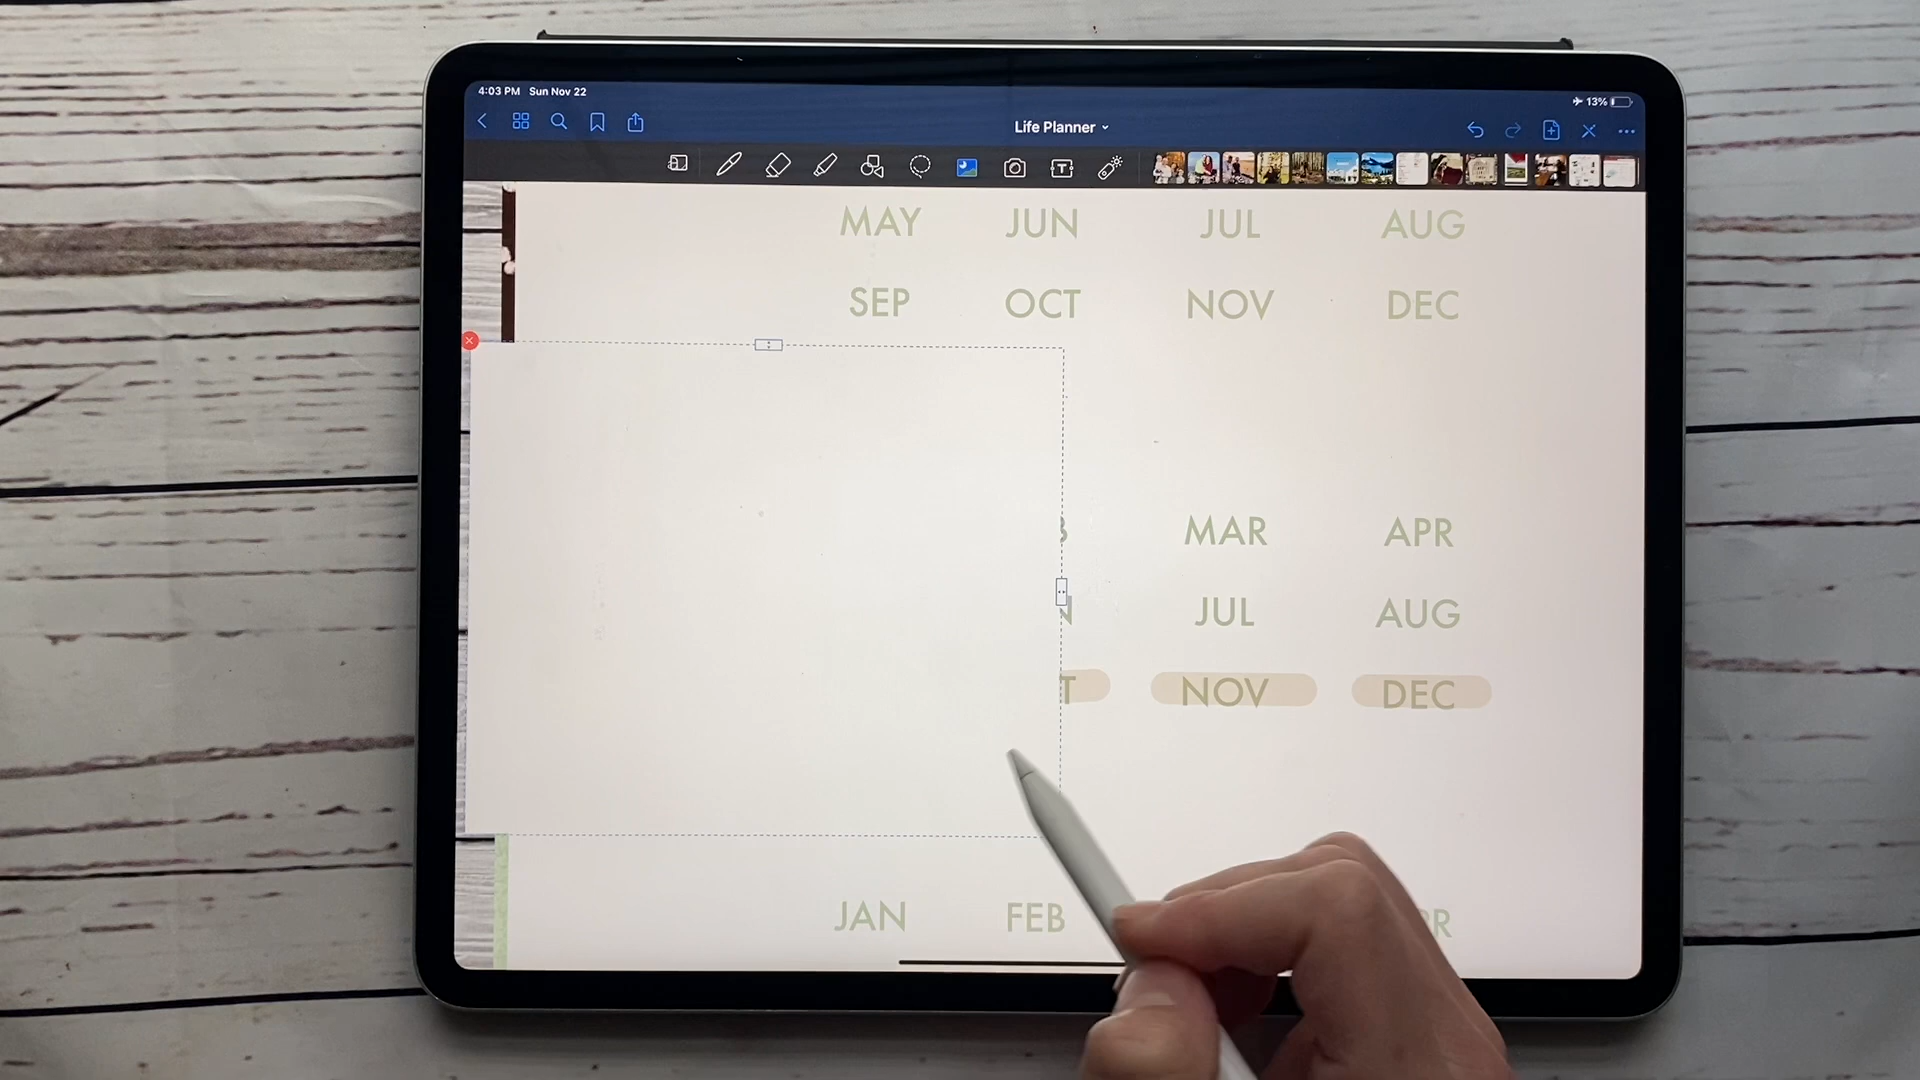 4:03 PM Sun Nov 22
13%
Life Planner
MAY JUN JUL AUG
SEP OCT NOV DEC
MAR APR
JUL AUG
T NOV DEC
JAN FEB